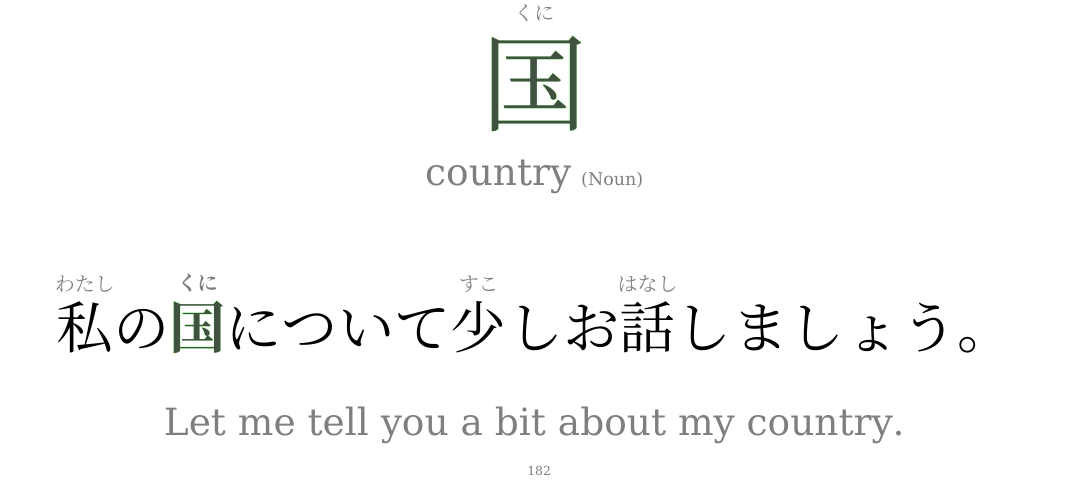 くに
国
country (Noun)
わたし くに すこ はなし
私の国について少しお話しましょう。
Let me tell you a bit about my country.
182